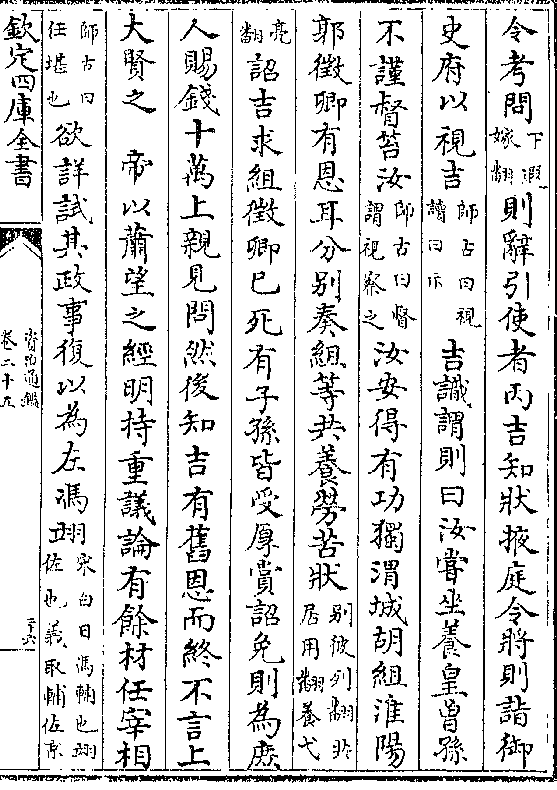 令考問下遐嫁翻則辭引使者丙吉知狀掖庭令將則詣御
史府以視吉師古曰視讀曰示吉識謂則曰汝嘗坐養皇曾孫
不謹督笞汝師古曰督謂視察之汝安得有功獨渭城胡組淮陽
郭徵卿有恩耳分别奏組等共養勞苦狀别彼列翻共居用翻養弋
亮翻詔吉求組徵卿已死有子孫皆受厚賞詔免則為庶
人賜錢十萬上親見問然後知吉有舊恩而終不言上
大賢之 帝以蕭望之經明持重議論有餘材任宰相
師古曰任堪也欲詳試其政事復以為左馮翊宋白曰馮輔也翊佐也義取輔佐京
欽定四庫全書
資治通鑑
卷二十五
二十六